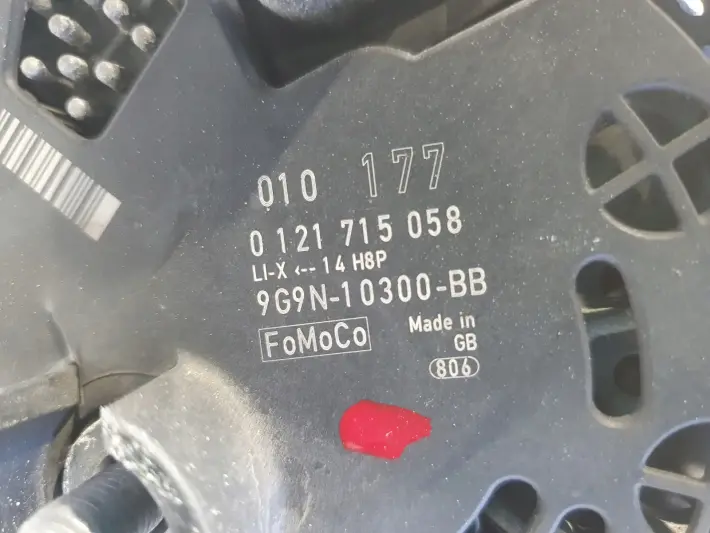 010 177
0 121 715 058
LI-X <-- 14 H8P
9G9N-10300-BB
FoMoCo
Made in
GB
806